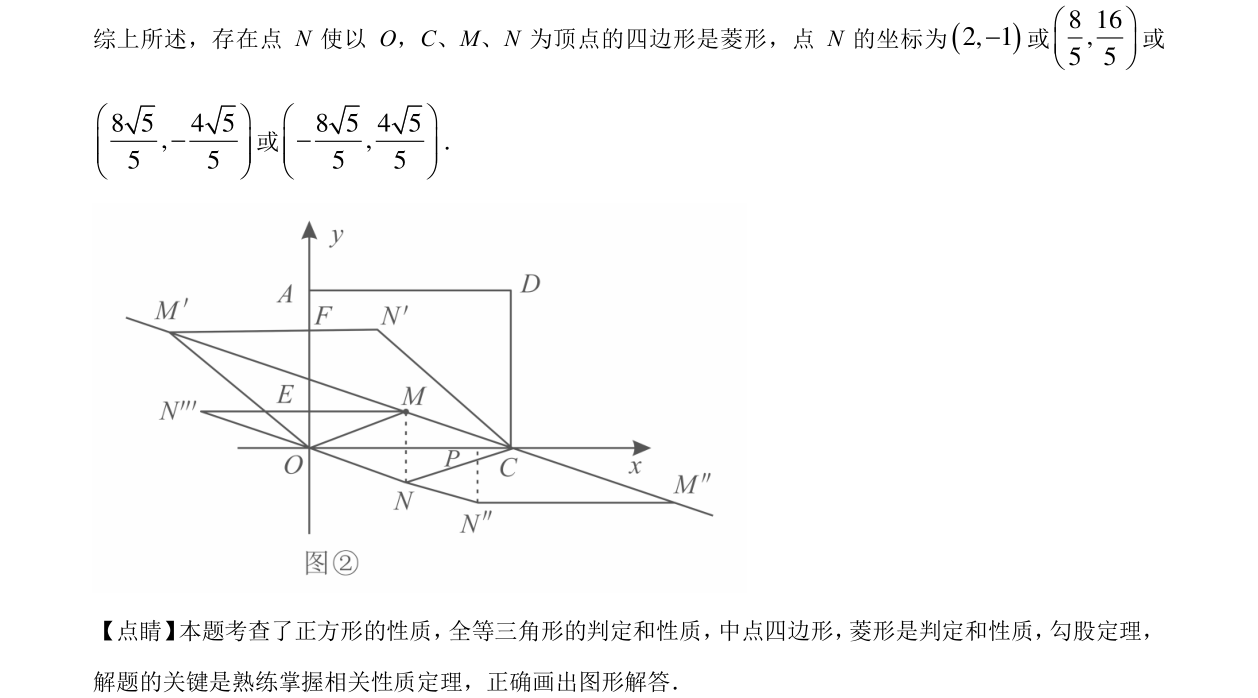 综上所述，存在点 N 使以 O，C、M、N 为顶点的四边形是菱形，点 N 的坐标为(2,−1)或(8/5,16/5)或
(8√5/5,−4√5/5)或(−8√5/5,4√5/5)．
y
A
D
M′
F
N′
E
M
N‴
O
P
C
x
M″
N
N″
图②
【点睛】本题考查了正方形的性质，全等三角形的判定和性质，中点四边形，菱形是判定和性质，勾股定理，
解题的关键是熟练掌握相关性质定理，正确画出图形解答．